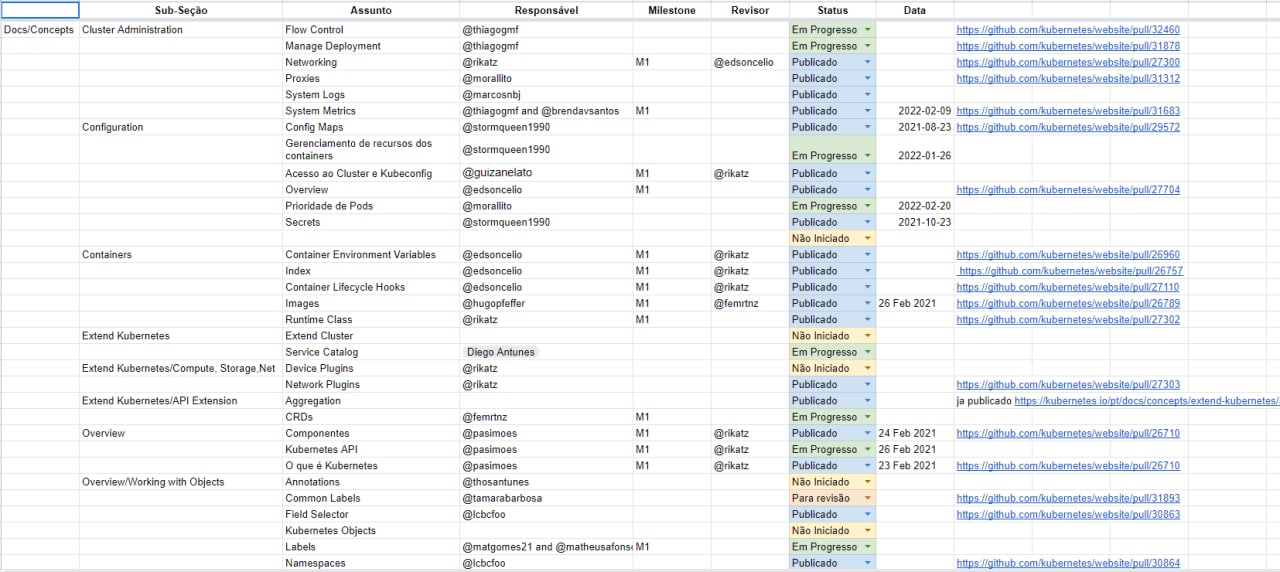 Sub-Seção Assunto Responsável Milestone Revisor Status Data
Docs/Concepts Cluster Administration Flow Control @thiagogmf Em Progresso https://github.com/kubernetes/website/pull/32460
Manage Deployment @thiagogmf Em Progresso https://github.com/kubernetes/website/pull/31878
Networking @rikatz M1 @edsoncelio Publicado https://github.com/kubernetes/website/pull/27300
Proxies @morallito Publicado https://github.com/kubernetes/website/pull/31312
System Logs @marcosnbj Publicado
System Metrics @thiagogmf and @brendavsantos M1 Publicado 2022-02-09 https://github.com/kubernetes/website/pull/31683
Configuration Config Maps @stormqueen1990 Publicado 2021-08-23 https://github.com/kubernetes/website/pull/29572
Gerenciamento de recursos dos
containers @stormqueen1990 Em Progresso 2022-01-26
Acesso ao Cluster e Kubeconfig @guizanelato M1 @rikatz Publicado
Overview @edsoncelio M1 Publicado https://github.com/kubernetes/website/pull/27704
Prioridade de Pods @morallito Em Progresso 2022-02-20
Secrets @stormqueen1990 Publicado 2021-10-23
Não Iniciado
Containers Container Environment Variables @edsoncelio M1 @rikatz Publicado https://github.com/kubernetes/website/pull/26960
Index @edsoncelio M1 @rikatz Publicado https://github.com/kubernetes/website/pull/26757
Container Lifecycle Hooks @edsoncelio M1 @rikatz Publicado https://github.com/kubernetes/website/pull/27110
Images @hugopfeffer M1 @femrtnz Publicado 26 Feb 2021 https://github.com/kubernetes/website/pull/26789
Runtime Class @rikatz M1 Publicado https://github.com/kubernetes/website/pull/27302
Extend Kubernetes Extend Cluster Não Iniciado
Service Catalog Diego Antunes Em Progresso
Extend Kubernetes/Compute, Storage,Net Device Plugins @rikatz Não Iniciado
Network Plugins @rikatz Publicado https://github.com/kubernetes/website/pull/27303
Extend Kubernetes/API Extension Aggregation Publicado ja publicado https://kubernetes.io/pt/docs/concepts/extend-kubernetes/
CRDs @femrtnz M1 Em Progresso
Overview Componentes @pasimoes M1 @rikatz Publicado 24 Feb 2021 https://github.com/kubernetes/website/pull/26710
Kubernetes API @pasimoes M1 @rikatz Em Progresso 26 Feb 2021
O que é Kubernetes @pasimoes M1 @rikatz Publicado 23 Feb 2021 https://github.com/kubernetes/website/pull/26710
Overview/Working with Objects Annotations @thosantunes Não Iniciado
Common Labels @tamarabarbosa Para revisão https://github.com/kubernetes/website/pull/31893
Field Selector @lcbcfoo Publicado https://github.com/kubernetes/website/pull/30863
Kubernetes Objects Não Iniciado
Labels @matgomes21 and @matheusafonso M1 Em Progresso
Namespaces @lcbcfoo Publicado https://github.com/kubernetes/website/pull/30864